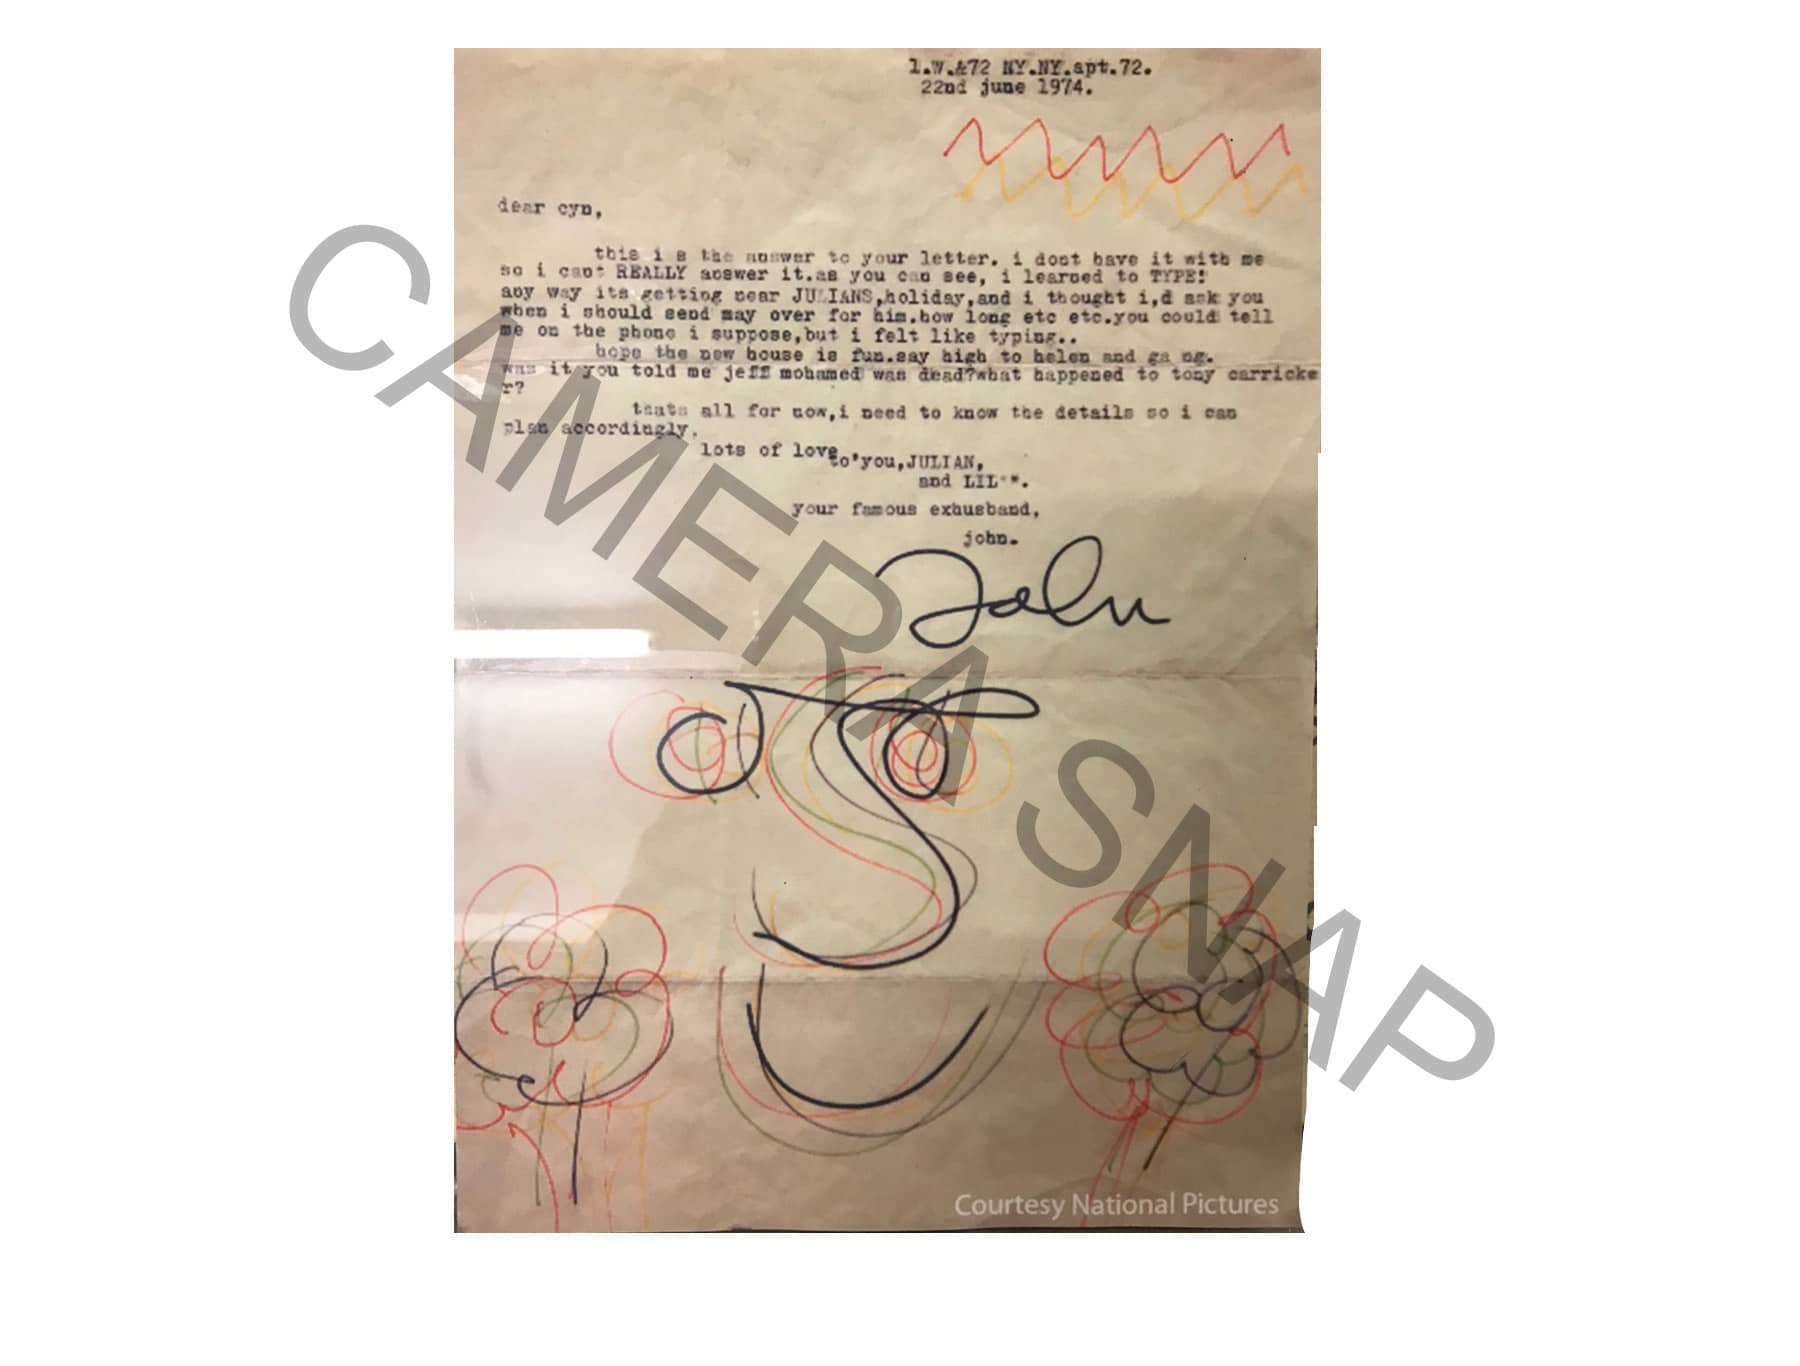 1.W.&72 NY.NY.apt.72.
22nd june 1974.
dear cyn,
this i s the answer to your letter. i dont have it with me
so i cant REALLY answer it.as you can see, i learned to TYPE!
any way its getting near JULIANS,holiday,and i thought i,d ask you
when i should send may over for him.how long etc etc.you could tell
me on the phone i suppose,but i felt like typing..
hope the new house is fun.say high to helen and ga ng.
was it you told me jeff mohamed was dead?what happened to tony carricke
r?
thats all for now,i need to know the details so i can
plan accordingly.
lots of love
to'you,JULIAN,
and LIL**.
your famous exhusband,
john.
John
CAMERA SNAP
Courtesy National Pictures